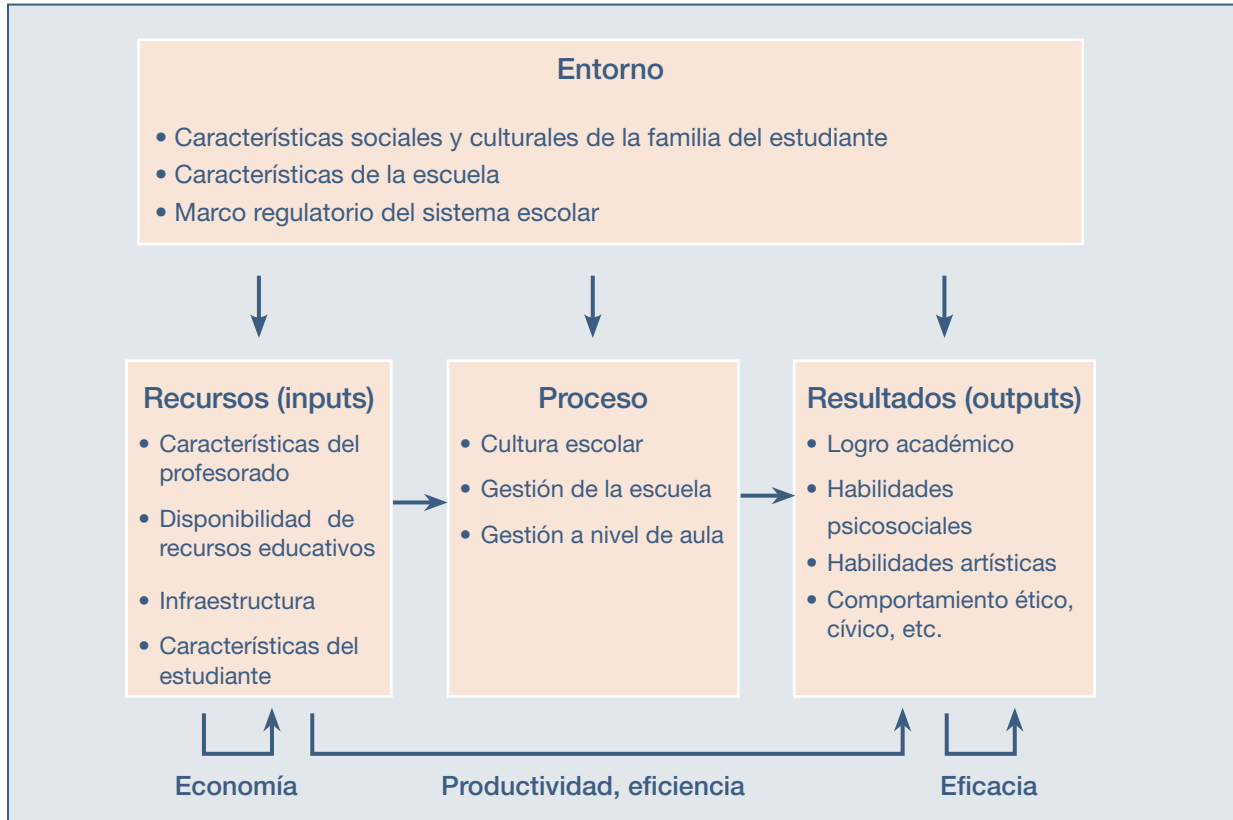 Entorno
• Características sociales y culturales de la familia del estudiante
• Características de la escuela
• Marco regulatorio del sistema escolar
Recursos (inputs)
• Características del
profesorado
• Disponibilidad de
recursos educativos
• Infraestructura
• Características del
estudiante
Proceso
• Cultura escolar
• Gestión de la escuela
• Gestión a nivel de aula
Resultados (outputs)
• Logro académico
• Habilidades
psicosociales
• Habilidades artísticas
• Comportamiento ético,
cívico, etc.
Economía
Productividad, eficiencia
Eficacia